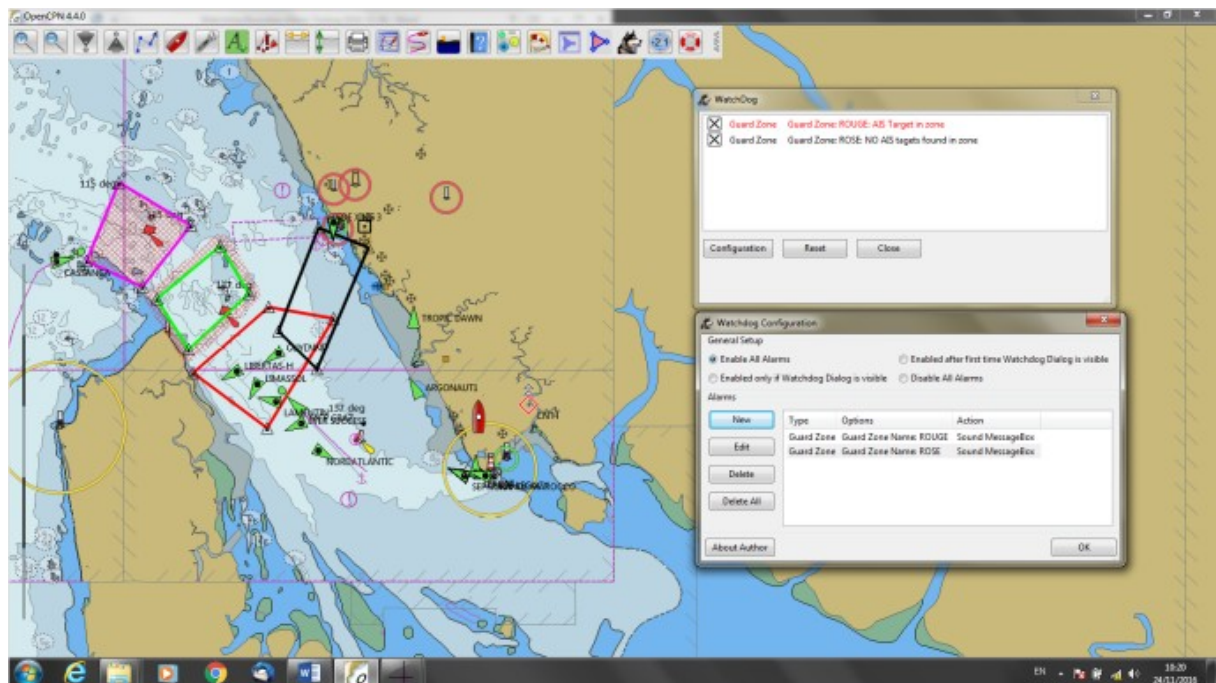 OpenCPN 4.4.0
WatchDog
Guard Zone Guard Zone: ROUGE: AIS Target in zone
Guard Zone Guard Zone: ROSE: NO AIS tagets found in zone
Configuration Reset Close
Watchdog Configuration
General Setup
Enable All Alarms Enabled after first time Watchdog Dialog is visible
Enabled only if Watchdog Dialog is visible Disable All Alarms
Alarms
New Type Options Action
Guard Zone Guard Zone Name: ROUGE Sound MessageBox
Edit Guard Zone Guard Zone Name: ROSE Sound MessageBox
Delete
Delete All
About Author OK
115 deg
CASTANGA
TROPIC DAWN
LIBERTAS-H
LIMASSOL
ARGONAUT1
137 deg
NORDATLANTIC
EN 10:20
24/11/2016